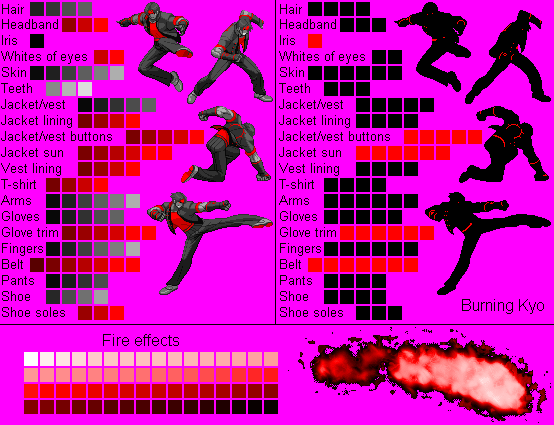 Hair
Headband
Iris
Whites of eyes
Skin
Teeth
Jacket/vest
Jacket lining
Jacket/vest buttons
Jacket sun
Vest lining
T-shirt
Arms
Gloves
Glove trim
Fingers
Belt
Pants
Shoe
Shoe soles
Hair
Headband
Iris
Whites of eyes
Skin
Teeth
Jacket/vest
Jacket lining
Jacket/vest buttons
Jacket sun
Vest lining
T-shirt
Arms
Gloves
Glove trim
Fingers
Belt
Pants
Shoe
Shoe soles
Burning Kyo
Fire effects